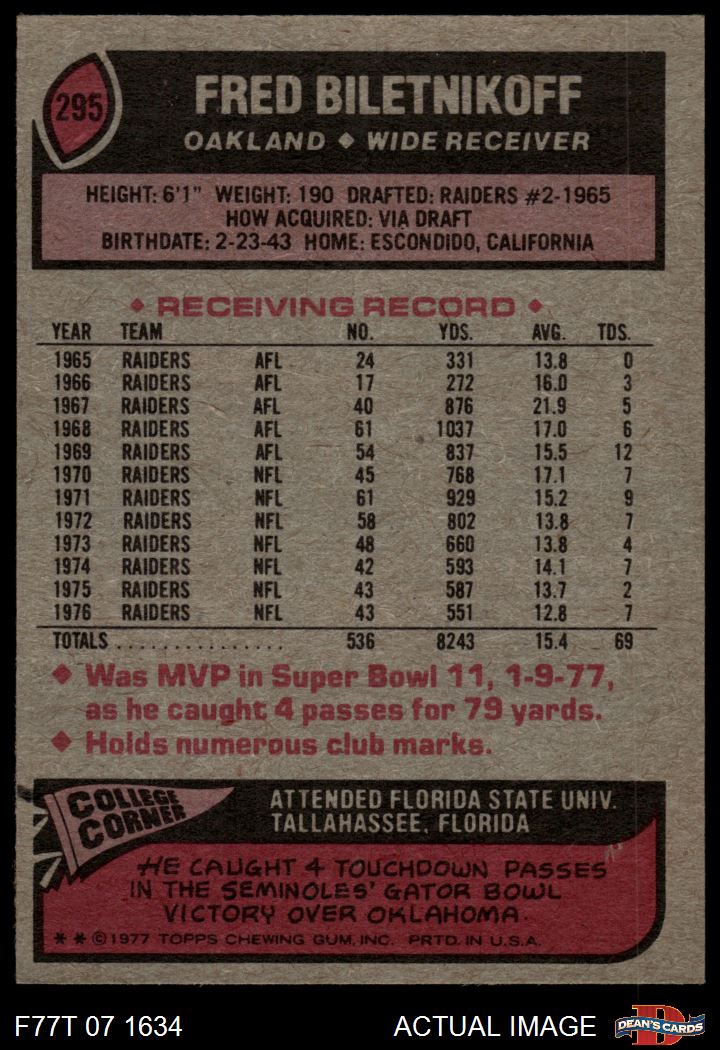 295
FRED BILETNIKOFF
OAKLAND ◆ WIDE RECEIVER
HEIGHT: 6'1" WEIGHT: 190 DRAFTED: RAIDERS #2-1965
HOW ACQUIRED: VIA DRAFT
BIRTHDATE: 2-23-43 HOME: ESCONDIDO, CALIFORNIA
◆ RECEIVING RECORD ◆
YEAR TEAM NO. YDS. AVG. TDS.
1965 RAIDERS AFL 24 331 13.8 0
1966 RAIDERS AFL 17 272 16.0 3
1967 RAIDERS AFL 40 876 21.9 5
1968 RAIDERS AFL 61 1037 17.0 6
1969 RAIDERS AFL 54 837 15.5 12
1970 RAIDERS NFL 45 768 17.1 7
1971 RAIDERS NFL 61 929 15.2 9
1972 RAIDERS NFL 58 802 13.8 7
1973 RAIDERS NFL 48 660 13.8 4
1974 RAIDERS NFL 42 593 14.1 7
1975 RAIDERS NFL 43 587 13.7 2
1976 RAIDERS NFL 43 551 12.8 7
TOTALS ................ 536 8243 15.4 69
◆ Was MVP in Super Bowl 11, 1-9-77,
as he caught 4 passes for 79 yards.
◆ Holds numerous club marks.
COLLEGE
CORNER
ATTENDED FLORIDA STATE UNIV.
TALLAHASSEE, FLORIDA
HE CAUGHT 4 TOUCHDOWN PASSES
IN THE SEMINOLES' GATOR BOWL
VICTORY OVER OKLAHOMA.
* * © 1977 TOPPS CHEWING GUM, INC. PRTD. IN U.S.A.
F77T 07 1634
ACTUAL IMAGE
D
DEAN'S CARDS